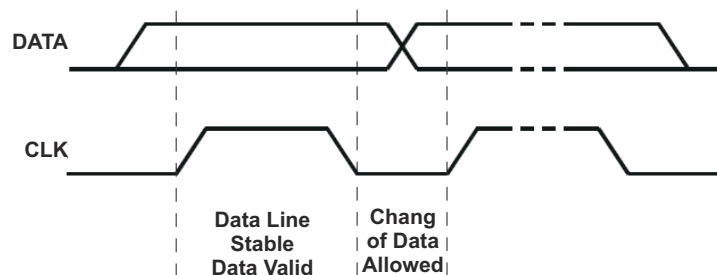 DATA
CLK
Data Line
Stable
Data Valid
Chang
of Data
Allowed